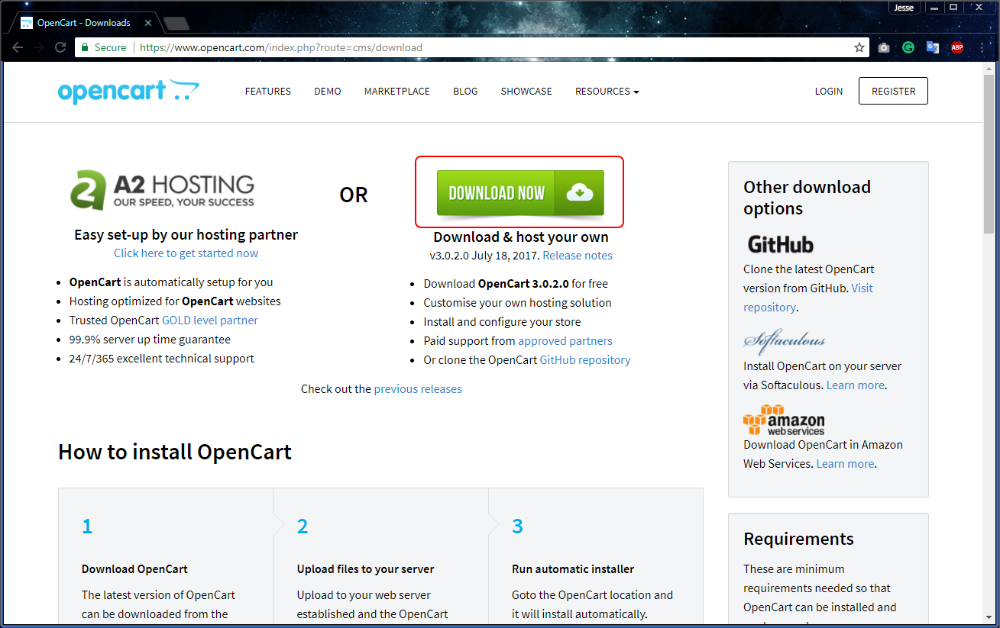 Jesse
OpenCart - Downloads
Secure
https://www.opencart.com/index.php?route=cms/download
ABP
opencart
FEATURES
DEMO
MARKETPLACE
BLOG
SHOWCASE
RESOURCES
LOGIN
REGISTER
A2 HOSTING
OUR SPEED, YOUR SUCCESS
Easy set-up by our hosting partner
Click here to get started now
OpenCart is automatically setup for you
Hosting optimized for OpenCart websites
Trusted OpenCart GOLD level partner
99.9% server up time guarantee
24/7/365 excellent technical support
OR
DOWNLOAD NOW
Download & host your own
v3.0.2.0 July 18, 2017. Release notes
Download OpenCart 3.0.2.0 for free
Customise your own hosting solution
Install and configure your store
Paid support from approved partners
Or clone the OpenCart GitHub repository
Check out the previous releases
Other download
options
GitHub
Clone the latest OpenCart
version from GitHub. Visit
repository.
Softaculous
Install OpenCart on your server
via Softaculous. Learn more.
amazon
web services
Download OpenCart in Amazon
Web Services. Learn more.
How to install OpenCart
1
Download OpenCart
The latest version of OpenCart
can be downloaded from the
2
Upload files to your server
Upload to your web server
established and the OpenCart
3
Run automatic installer
Goto the OpenCart location and
it will install automatically.
Requirements
These are minimum
requirements needed so that
OpenCart can be installed and